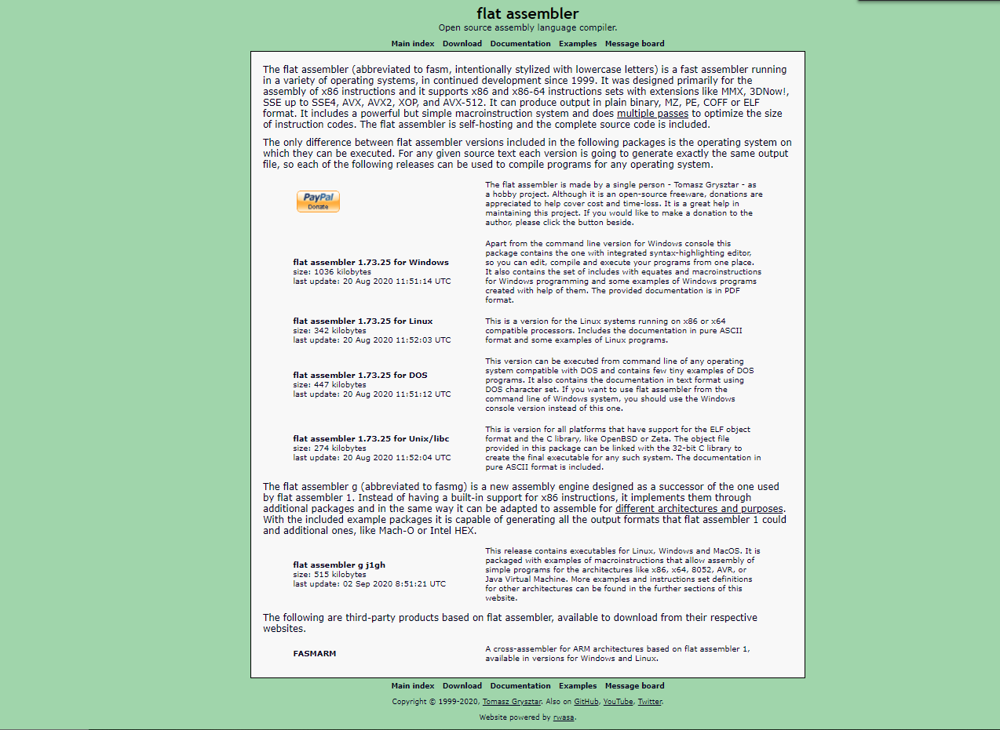 flat assembler
Open source assembly language compiler.
Main index Download Documentation Examples Message board
The flat assembler (abbreviated to fasm, intentionally stylized with lowercase letters) is a fast assembler running
in a variety of operating systems, in continued development since 1999. It was designed primarily for the
assembly of x86 instructions and it supports x86 and x86-64 instructions sets with extensions like MMX, 3DNow!,
SSE up to SSE4, AVX, AVX2, XOP, and AVX-512. It can produce output in plain binary, MZ, PE, COFF or ELF
format. It includes a powerful but simple macroinstruction system and does multiple passes to optimize the size
of instruction codes. The flat assembler is self-hosting and the complete source code is included.
The only difference between flat assembler versions included in the following packages is the operating system on
which they can be executed. For any given source text each version is going to generate exactly the same output
file, so each of the following releases can be used to compile programs for any operating system.
PayPal
Donate
The flat assembler is made by a single person - Tomasz Grysztar - as
a hobby project. Although it is an open-source freeware, donations are
appreciated to help cover cost and time-loss. It is a great help in
maintaining this project. If you would like to make a donation to the
author, please click the button beside.
flat assembler 1.73.25 for Windows
size: 1036 kilobytes
last update: 20 Aug 2020 11:51:14 UTC
Apart from the command line version for Windows console this
package contains the one with integrated syntax-highlighting editor,
so you can edit, compile and execute your programs from one place.
It also contains the set of includes with equates and macroinstructions
for Windows programming and some examples of Windows programs
created with help of them. The provided documentation is in PDF
format.
flat assembler 1.73.25 for Linux
size: 342 kilobytes
last update: 20 Aug 2020 11:52:03 UTC
This is a version for the Linux systems running on x86 or x64
compatible processors. Includes the documentation in pure ASCII
format and some examples of Linux programs.
flat assembler 1.73.25 for DOS
size: 447 kilobytes
last update: 20 Aug 2020 11:51:12 UTC
This version can be executed from command line of any operating
system compatible with DOS and contains few tiny examples of DOS
programs. It also contains the documentation in text format using
DOS character set. If you want to use flat assembler from the
command line of Windows system, you should use the Windows
console version instead of this one.
flat assembler 1.73.25 for Unix/libc
size: 274 kilobytes
last update: 20 Aug 2020 11:52:04 UTC
This is version for all platforms that have support for the ELF object
format and the C library, like OpenBSD or Zeta. The object file
provided in this package can be linked with the 32-bit C library to
create the final executable for any such system. The documentation in
pure ASCII format is included.
The flat assembler g (abbreviated to fasmg) is a new assembly engine designed as a successor of the one used
by flat assembler 1. Instead of having a built-in support for x86 instructions, it implements them through
additional packages and in the same way it can be adapted to assemble for different architectures and purposes.
With the included example packages it is capable of generating all the output formats that flat assembler 1 could
and additional ones, like Mach-O or Intel HEX.
flat assembler g j1gh
size: 515 kilobytes
last update: 02 Sep 2020 8:51:21 UTC
This release contains executables for Linux, Windows and MacOS. It is
packaged with examples of macroinstructions that allow assembly of
simple programs for the architectures like x86, x64, 8052, AVR, or
Java Virtual Machine. More examples and instructions set definitions
for other architectures can be found in the further sections of this
website.
The following are third-party products based on flat assembler, available to download from their respective
websites.
FASMARM
A cross-assembler for ARM architectures based on flat assembler 1,
available in versions for Windows and Linux.
Main index Download Documentation Examples Message board
Copyright © 1999-2020, Tomasz Grysztar. Also on GitHub, YouTube, Twitter.
Website powered by rwasa.